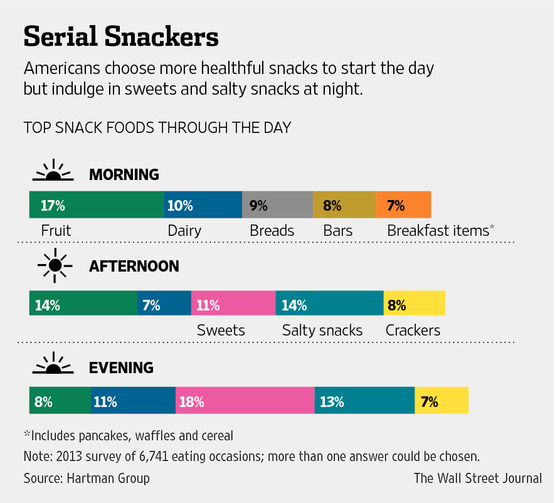 Serial Snackers
Americans choose more healthful snacks to start the day
but indulge in sweets and salty snacks at night.
TOP SNACK FOODS THROUGH THE DAY
MORNING
17% 10% 9% 8% 7%
Fruit Dairy Breads Bars Breakfast items*
AFTERNOON
14% 7% 11% 14% 8%
Sweets Salty snacks Crackers
EVENING
8% 11% 18% 13% 7%
*Includes pancakes, waffles and cereal
Note: 2013 survey of 6,741 eating occasions; more than one answer could be chosen.
Source: Hartman Group The Wall Street Journal